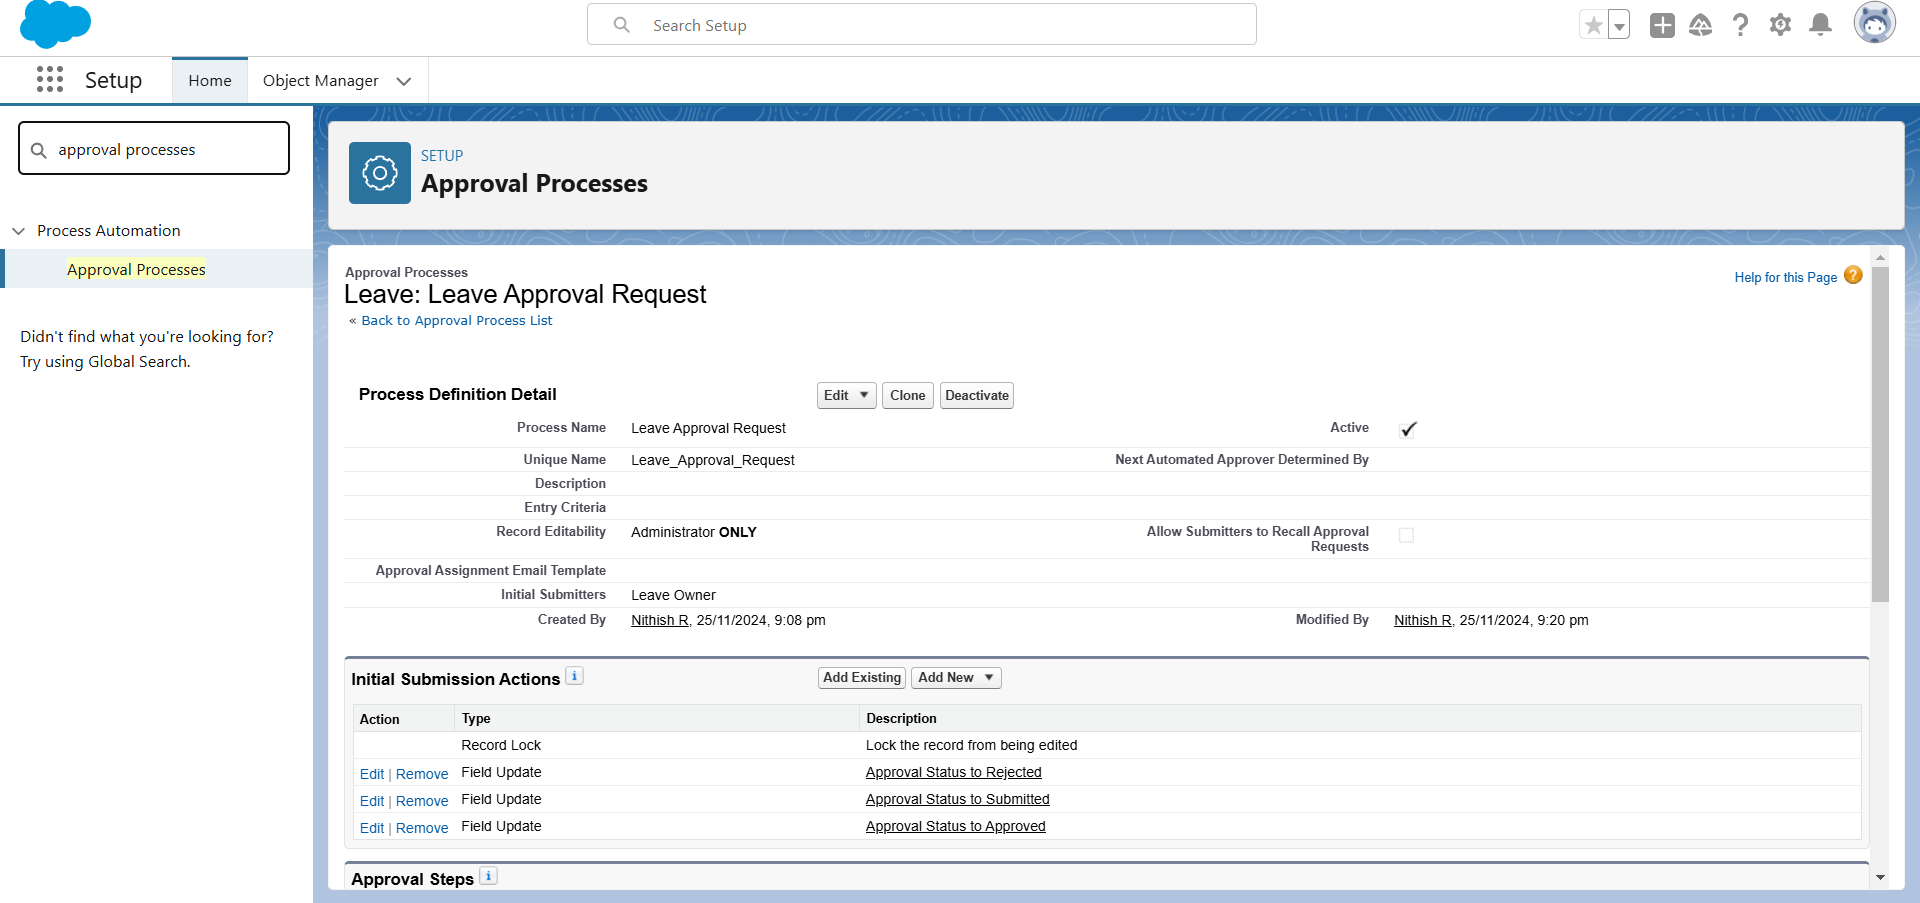 Search Setup
Setup
Home
Object Manager
approval processes
Process Automation
Approval Processes
Didn't find what you're looking for?
Try using Global Search.
SETUP
Approval Processes
Approval Processes
Leave: Leave Approval Request
« Back to Approval Process List
Help for this Page ?
Process Definition Detail
Edit
Clone
Deactivate
Process Name Leave Approval Request Active
Unique Name Leave_Approval_Request Next Automated Approver Determined By
Description
Entry Criteria
Record Editability Administrator ONLY Allow Submitters to Recall Approval Requests
Approval Assignment Email Template
Initial Submitters Leave Owner
Created By Nithish R, 25/11/2024, 9:08 pm Modified By Nithish R, 25/11/2024, 9:20 pm
Initial Submission Actions i Add Existing Add New
Action Type Description
Record Lock Lock the record from being edited
Edit | Remove Field Update Approval Status to Rejected
Edit | Remove Field Update Approval Status to Submitted
Edit | Remove Field Update Approval Status to Approved
Approval Steps i